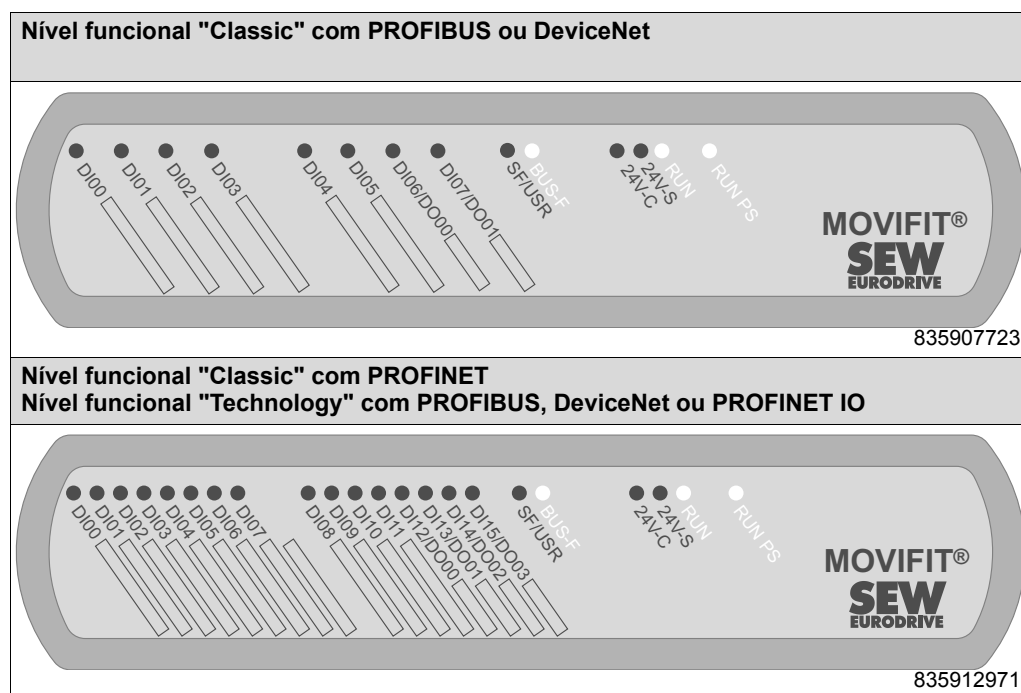 Nível funcional "Classic" com PROFIBUS ou DeviceNet
DI00
DI01
DI02
DI03
DI04
DI05
DI06/DO00
DI07/DO01
SF/USR
BUS-F
24V-C
24V-S
RUN
RUN PS
MOVIFIT®
SEW
EURODRIVE
835907723
Nível funcional "Classic" com PROFINET
Nível funcional "Technology" com PROFIBUS, DeviceNet ou PROFINET IO
DI00
DI01
DI02
DI03
DI04
DI05
DI06
DI07
DI08
DI09
DI10
DI11
DI12/DO00
DI13/DO01
DI14/DO02
DI15/DO03
SF/USR
BUS-F
24V-C
24V-S
RUN
RUN PS
MOVIFIT®
SEW
EURODRIVE
835912971